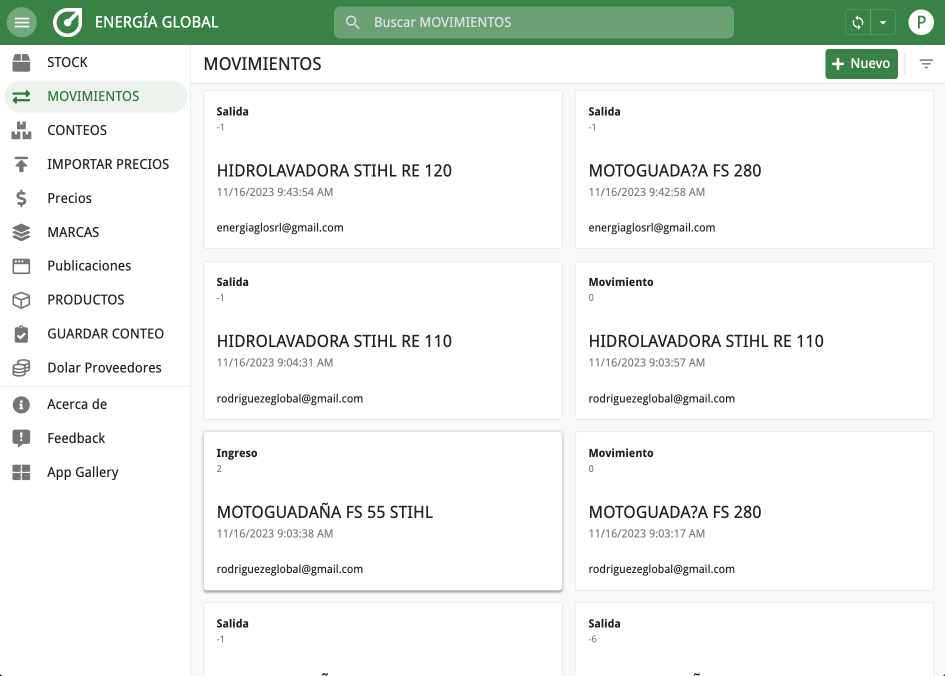 ENERGÍA GLOBAL
Buscar MOVIMIENTOS
P
STOCK
MOVIMIENTOS
CONTEOS
IMPORTAR PRECIOS
Precios
MARCAS
Publicaciones
PRODUCTOS
GUARDAR CONTEO
Dolar Proveedores
Acerca de
Feedback
App Gallery
MOVIMIENTOS
Nuevo
Salida
-1
HIDROLAVADORA STIHL RE 120
11/16/2023 9:43:54 AM
energiaglosrl@gmail.com
Salida
-1
MOTOGUADA?A FS 280
11/16/2023 9:42:58 AM
energiaglosrl@gmail.com
Salida
-1
HIDROLAVADORA STIHL RE 110
11/16/2023 9:04:31 AM
rodriguezeglobal@gmail.com
Movimiento
0
HIDROLAVADORA STIHL RE 110
11/16/2023 9:03:57 AM
rodriguezeglobal@gmail.com
Ingreso
2
MOTOGUADAÑA FS 55 STIHL
11/16/2023 9:03:38 AM
rodriguezeglobal@gmail.com
Movimiento
0
MOTOGUADA?A FS 280
11/16/2023 9:03:17 AM
rodriguezeglobal@gmail.com
Salida
-1
Salida
-6